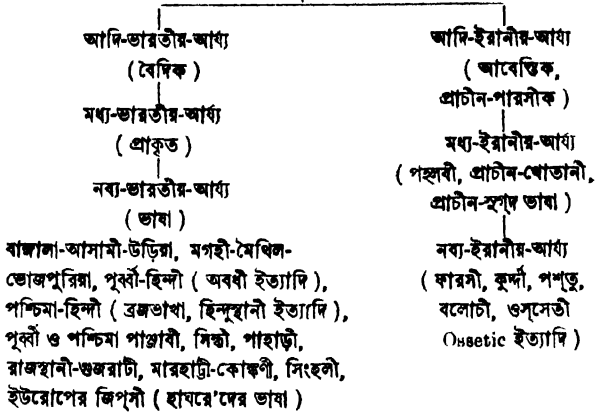 আদি-ভারতীয়-আর্য্য
( বৈদিক )
মধ্য-ভারতীয়-আর্য্য
( প্রাকৃত )
নব্য-ভারতীয়-আর্য্য
( ভাষা )
বাঙ্গালা-আসামী-উড়িয়া, মগহী-মৈথিল-
ভোজপুরিয়া, পূর্ব্বী-হিন্দী ( অবধী ইত্যাদি ),
পশ্চিমা-হিন্দী ( ব্রজভাখা, হিন্দুস্থানী ইত্যাদি ),
পূর্ব্বী ও পশ্চিমা পাঞ্জাবী, সিন্ধী, পাহাড়ী,
রাজস্থানী-গুজরাটী, মারহাট্টী-কোঙ্কণী, সিংহলী,
ইউরোপের জিপ্‌সী ( হাঘরে'দের ভাষা )
আদি-ইরানীয়-আর্য্য
( আবেস্তিক,
প্রাচীন-পারসীক )
মধ্য-ইরানীয়-আর্য্য
( পহ্লবী, প্রাচীন-খোতানী,
প্রাচীন-সুগ্‌দ ভাষা )
নব্য-ইরানীয়-আর্য্য
( ফারসী, কুর্দ্দী, পশ্‌তু,
বলোচী, ওস্‌সেতী
Ossetic ইত্যাদি )